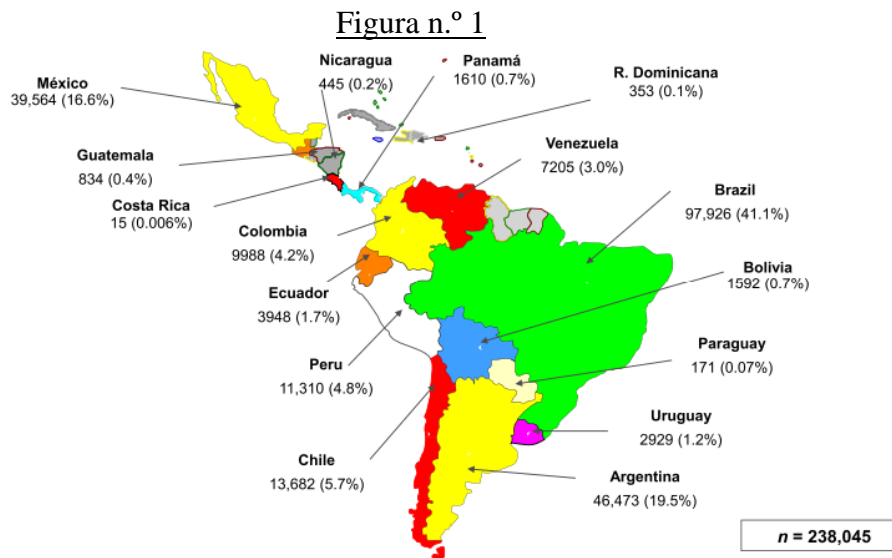 Figura n.º 1
Nicaragua
445 (0.2%)
Panamá
1610 (0.7%)
R. Dominicana
353 (0.1%)
México
39,564 (16.6%)
Guatemala
834 (0.4%)
Venezuela
7205 (3.0%)
Costa Rica
15 (0.006%)
Brazil
97,926 (41.1%)
Colombia
9988 (4.2%)
Bolivia
1592 (0.7%)
Ecuador
3948 (1.7%)
Paraguay
171 (0.07%)
Peru
11,310 (4.8%)
Uruguay
2929 (1.2%)
Chile
13,682 (5.7%)
Argentina
46,473 (19.5%)
n = 238,045